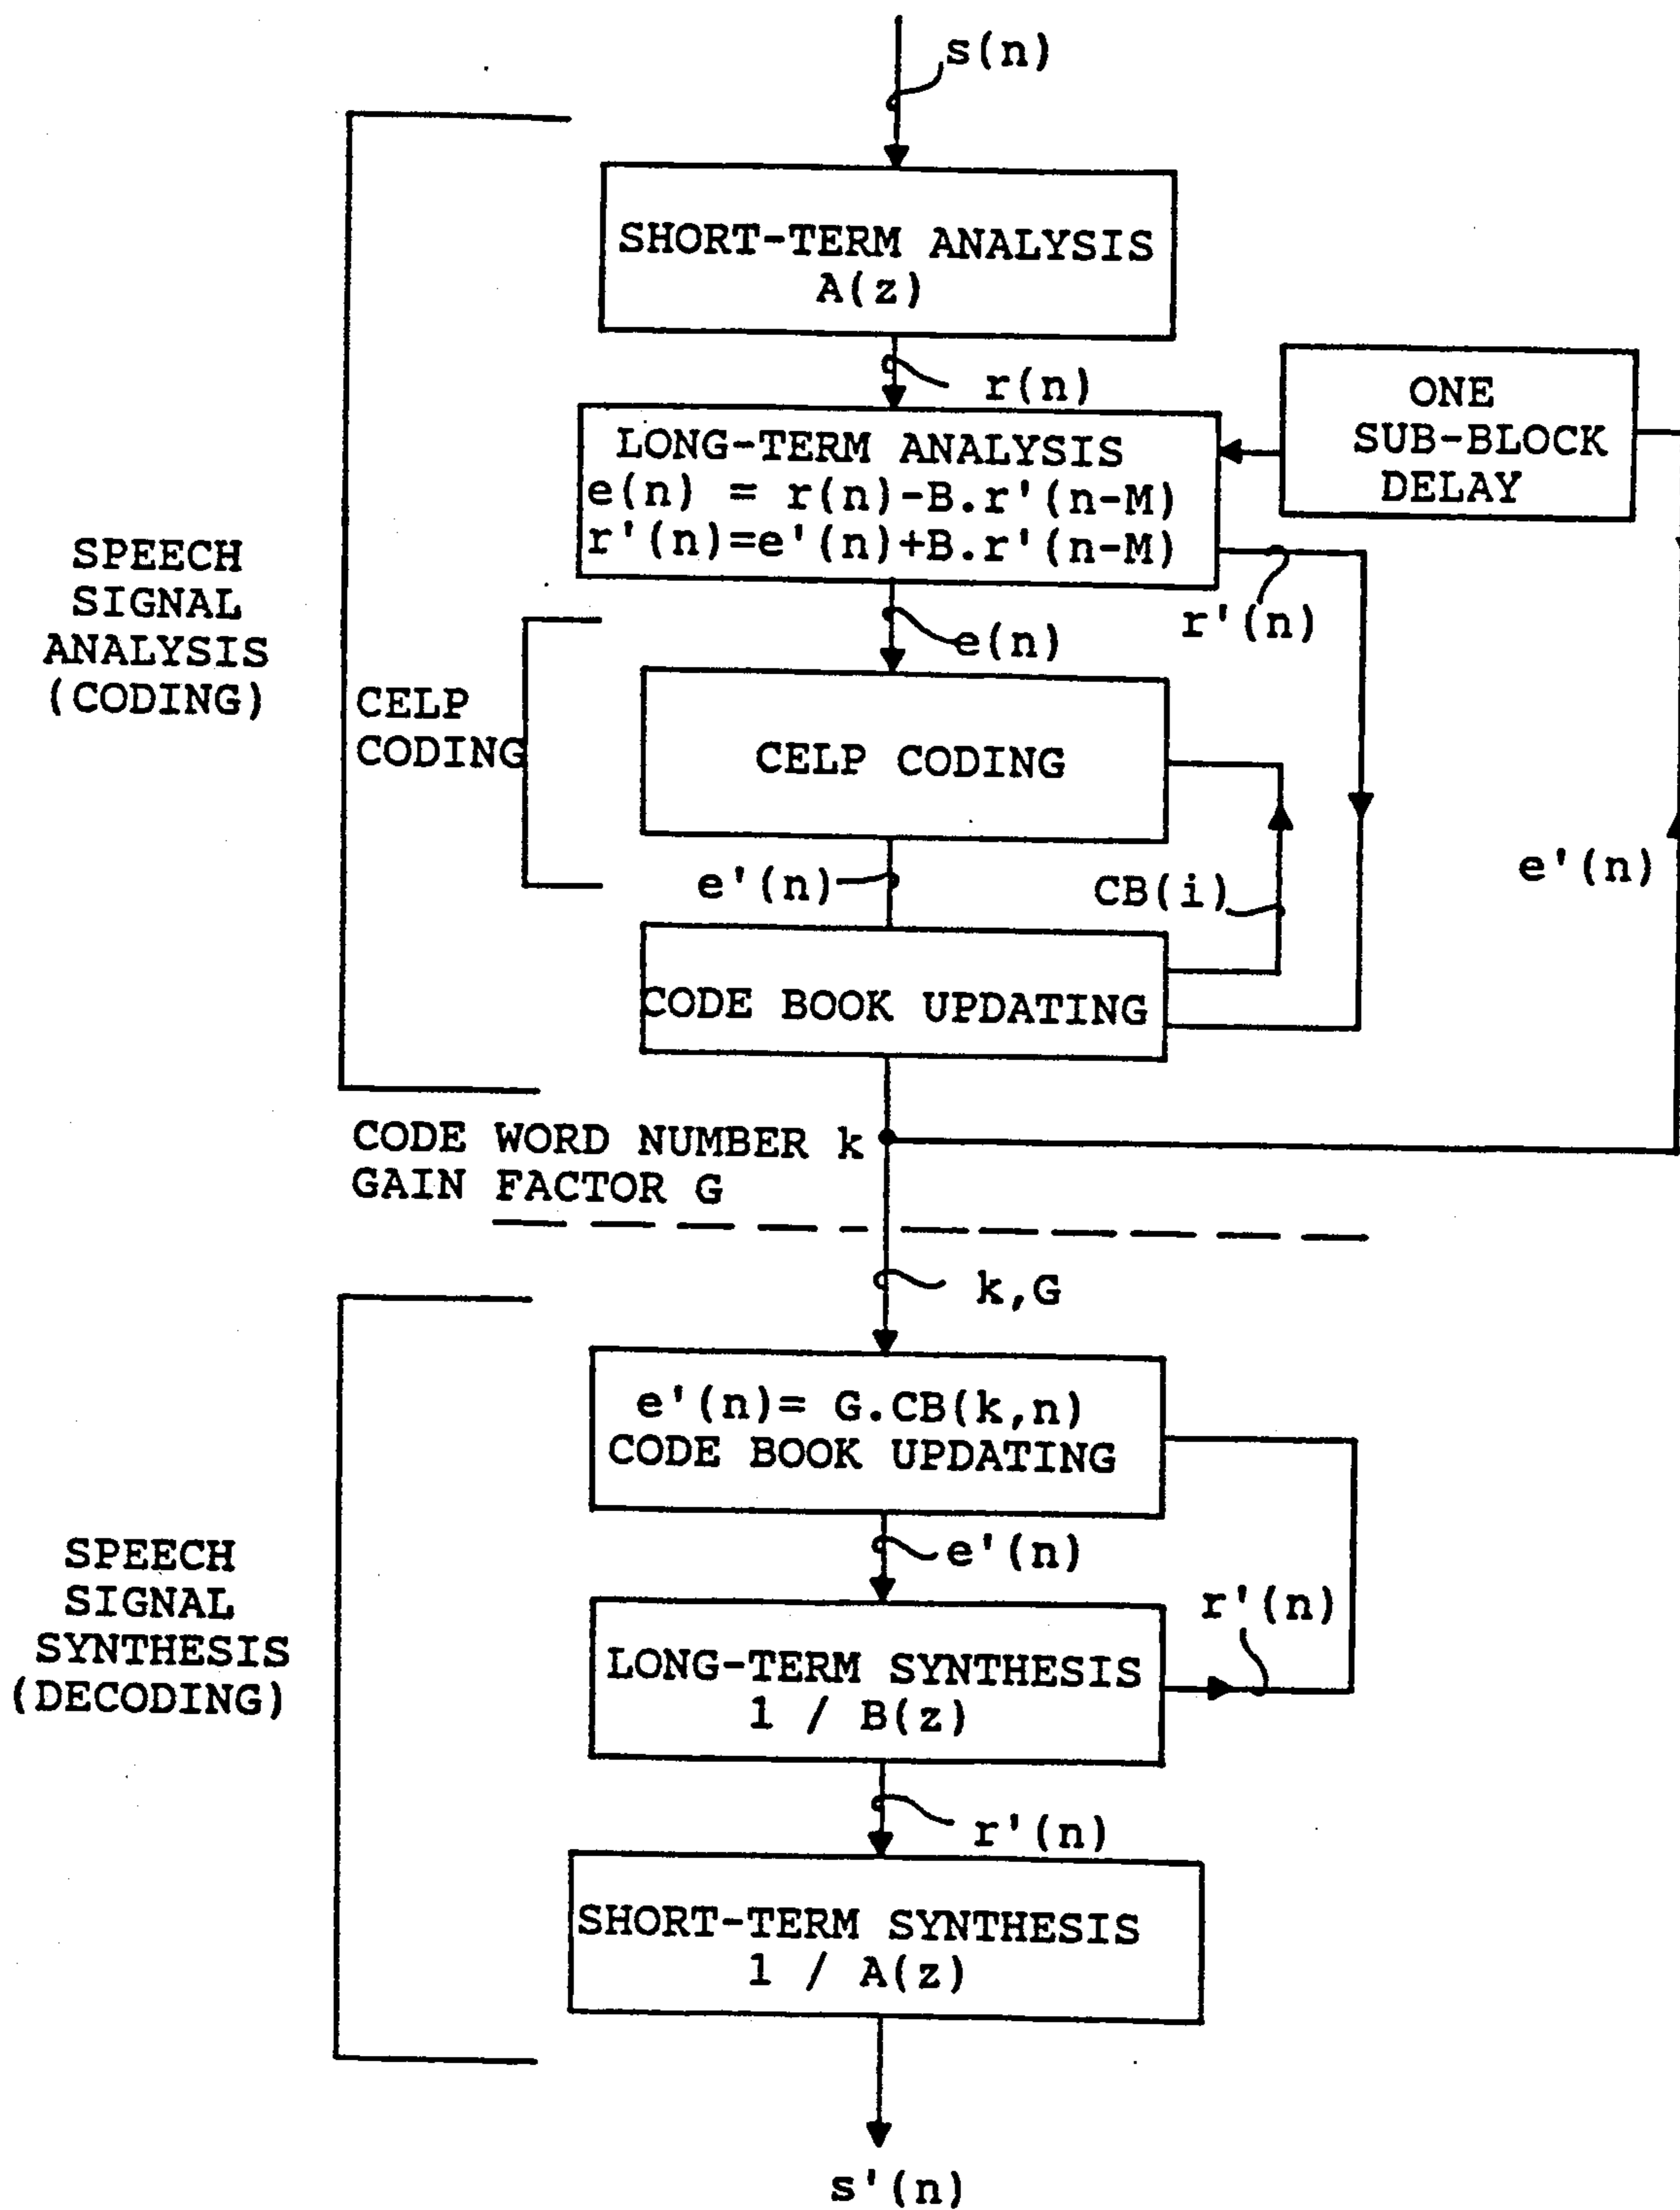 s(n)
SHORT-TERM ANALYSIS
A(z)
r(n)
ONE
SUB-BLOCK
DELAY
LONG-TERM ANALYSIS
e(n) = r(n)-B.r'(n-M)
r'(n)=e'(n)+B.r'(n-M)
SPEECH
SIGNAL
ANALYSIS
(CODING)
r'(n)
e(n)
CELP
CODING
CELP CODING
e'(n)
CB(i)
e'(n)
CODE BOOK UPDATING
CODE WORD NUMBER k
GAIN FACTOR G
k,G
e'(n)= G.CB(k,n)
CODE BOOK UPDATING
e'(n)
SPEECH
SIGNAL
SYNTHESIS
(DECODING)
r'(n)
LONG-TERM SYNTHESIS
1 / B(z)
r'(n)
SHORT-TERM SYNTHESIS
1 / A(z)
s'(n)